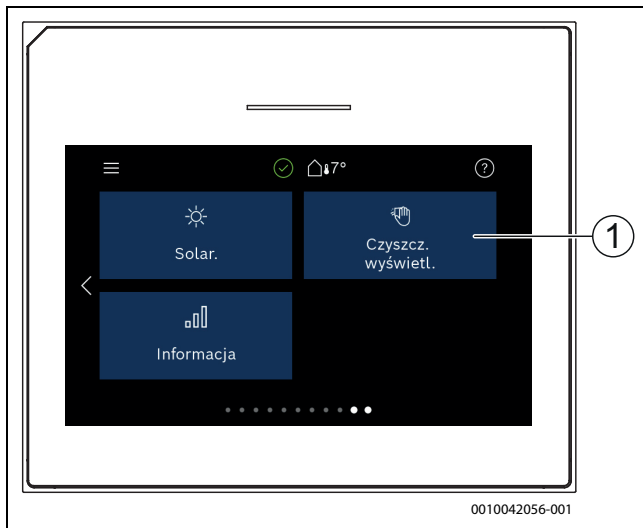 7°
?
Solar.
Czyszcz.
wyświetl.
1
Informacja
0010042056-001